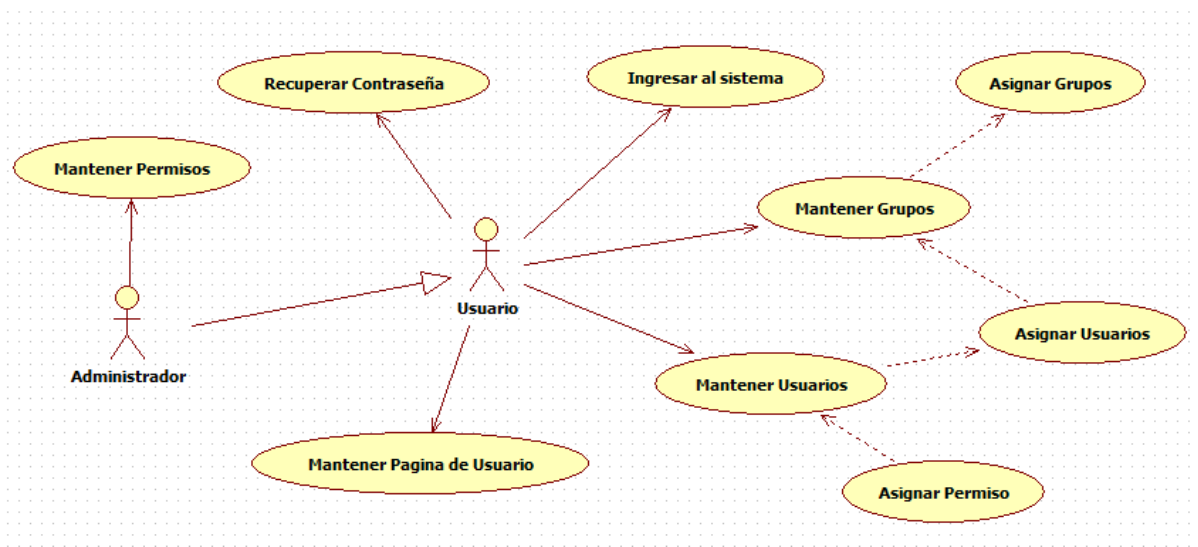 Recuperar Contraseña
Ingresar al sistema
Asignar Grupos
Mantener Permisos
Mantener Grupos
Usuario
Asignar Usuarios
Administrador
Mantener Usuarios
Mantener Pagina de Usuario
Asignar Permiso